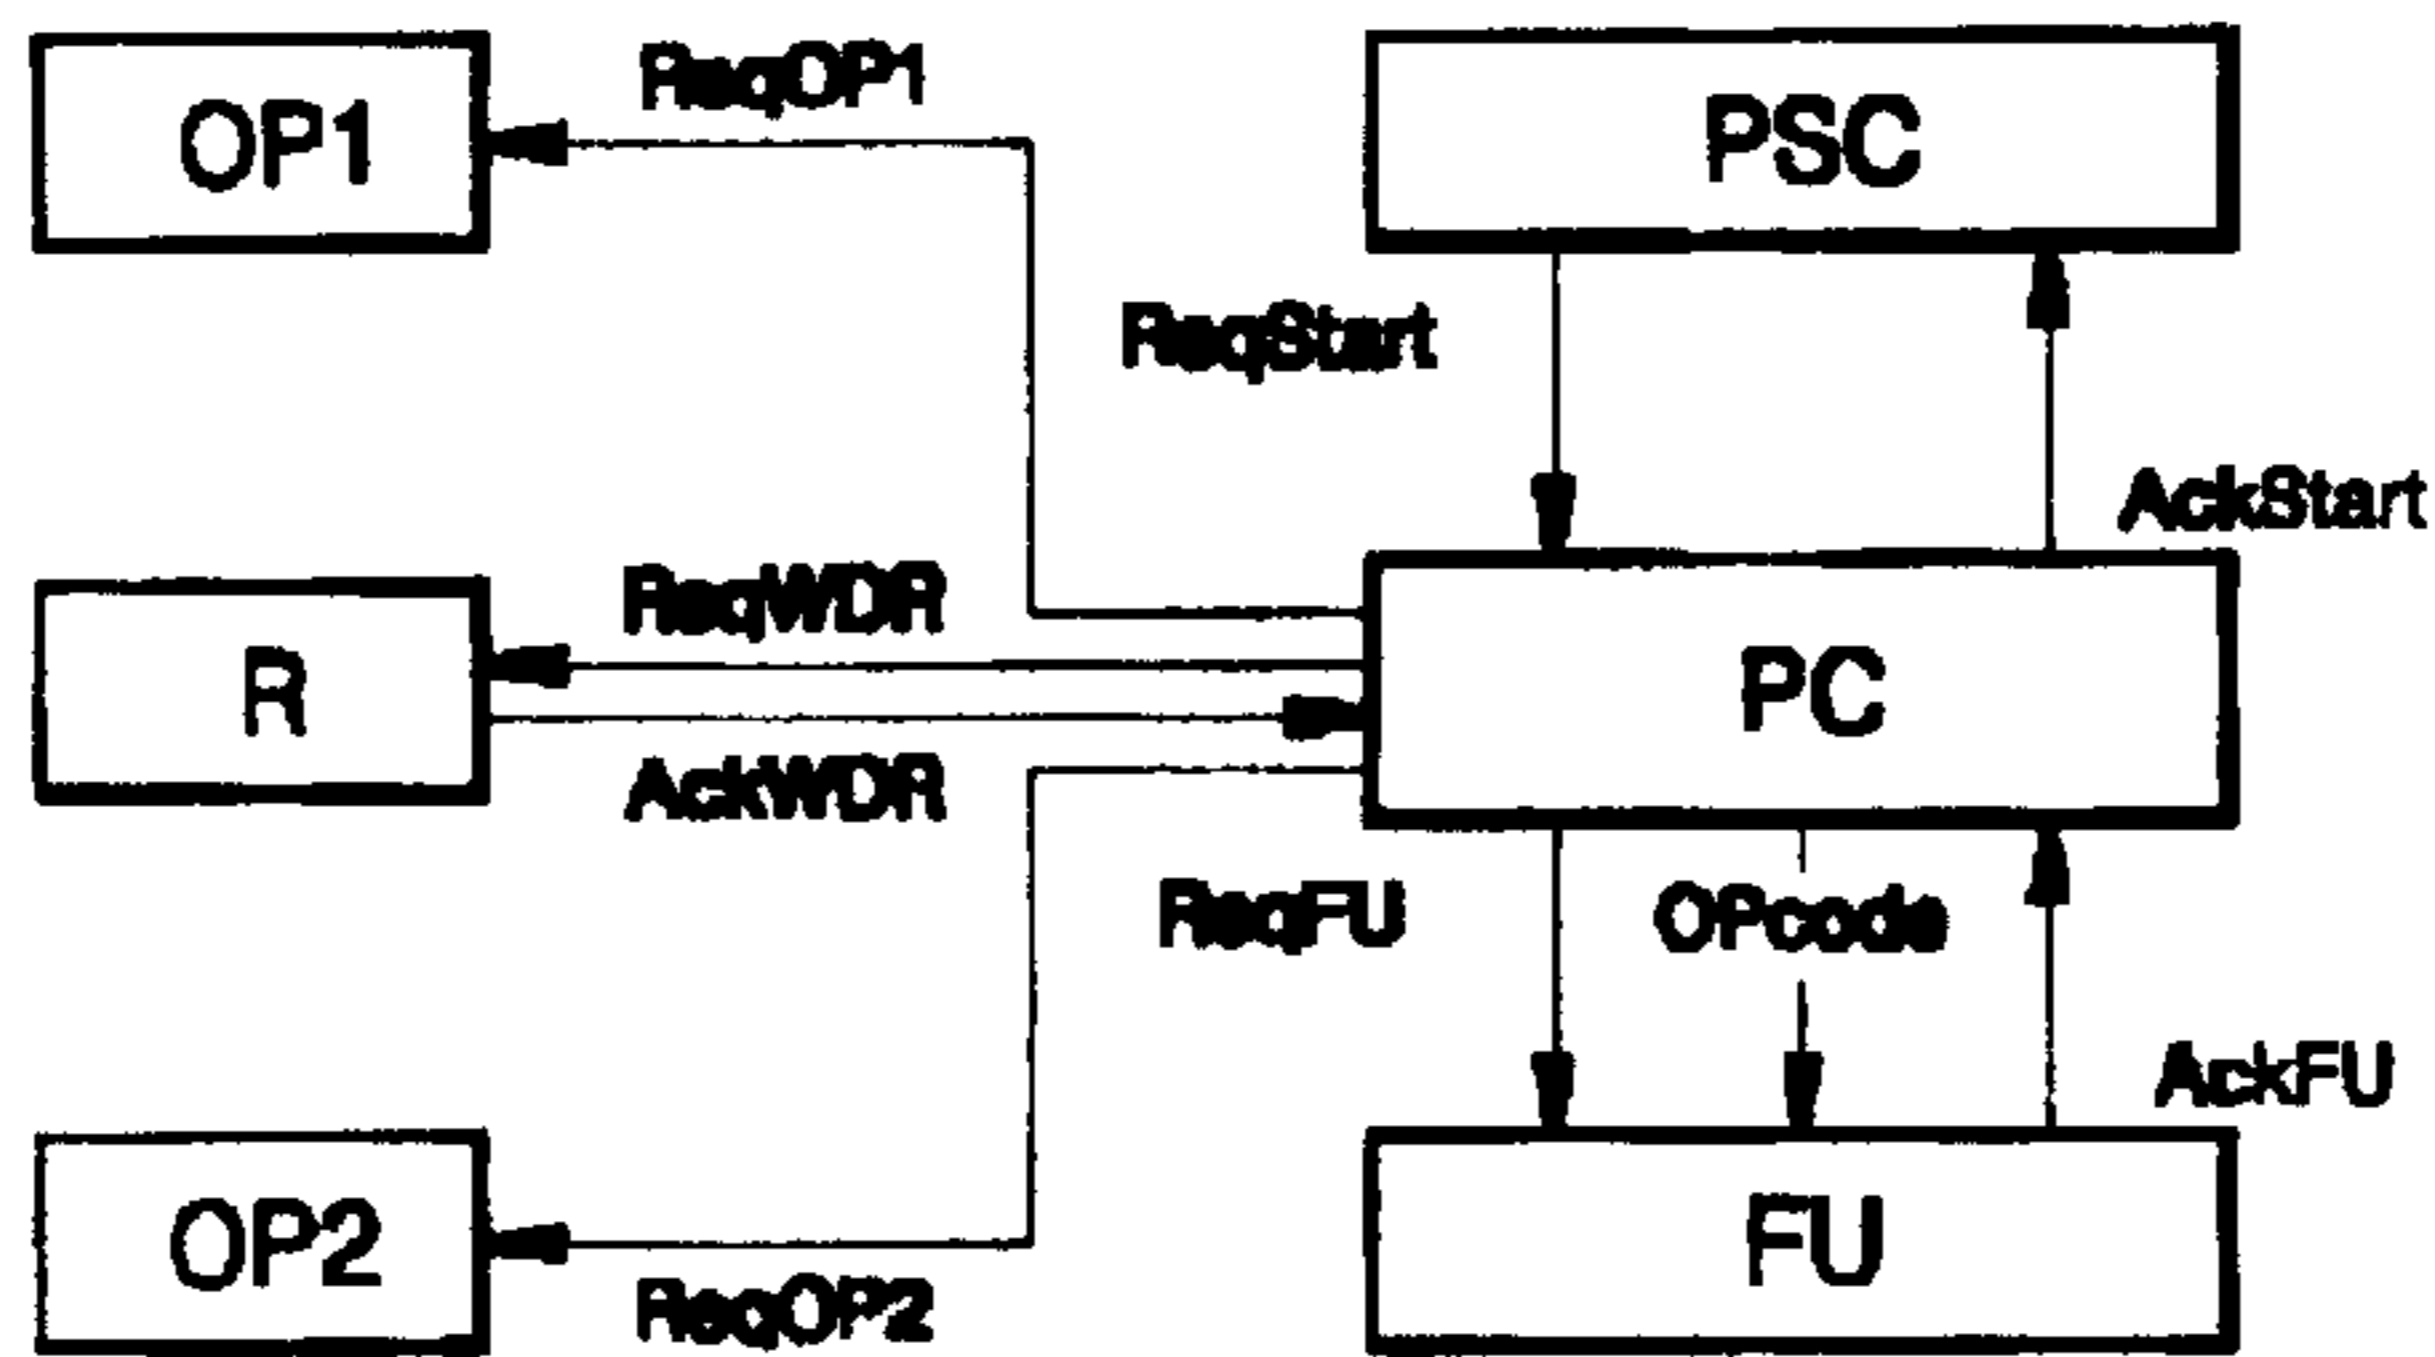 OP1
ReqOP1
PSC
ReqStart
AckStart
ReqWDR
R
PC
AckWDR
ReqFU
OPcode
AckFU
OP2
FU
ReqOP2